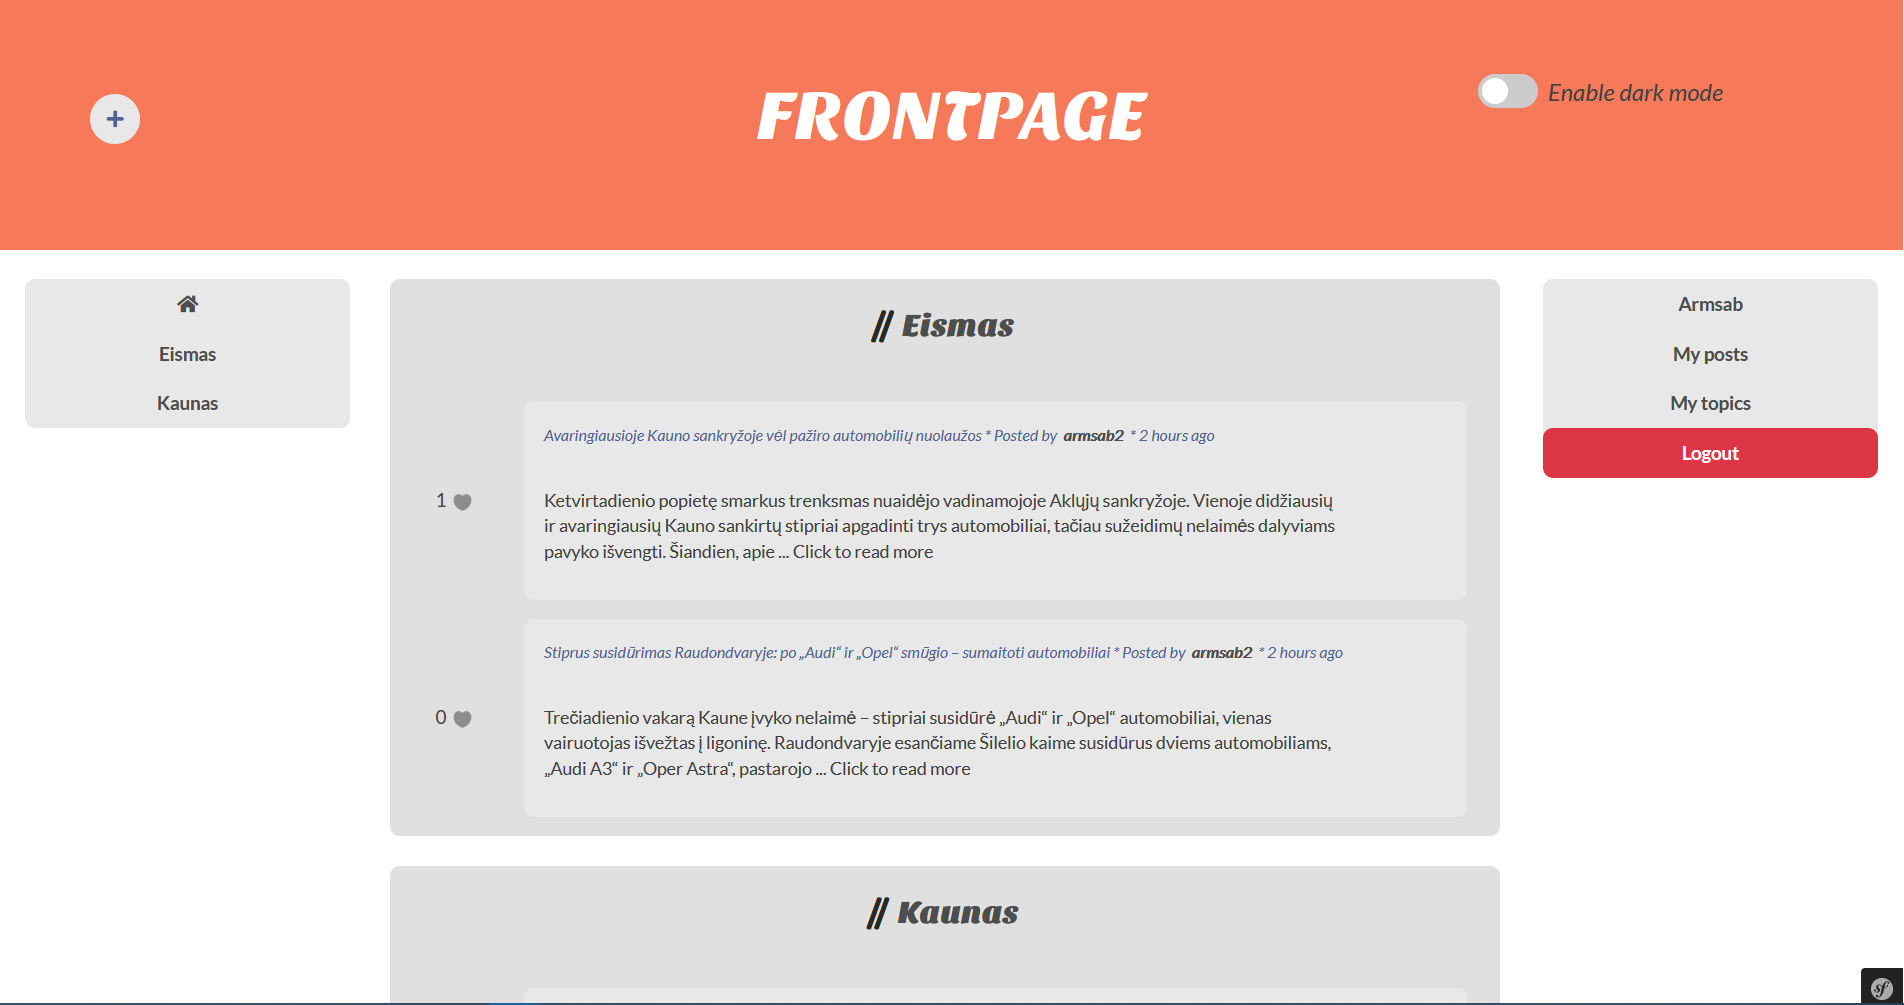 FRONTPAGE
Enable dark mode
Eismas
Kaunas
// Eismas
Avaringiausioje Kauno sankryžoje vėl pažiro automobilių nuolaužos * Posted by armsab2 * 2 hours ago
1
Ketvirtadienio popietę smarkus trenksmas nuaidėjo vadinamojoje Aklųjų sankryžoje. Vienoje didžiausių
ir avaringiausių Kauno sankirtų stipriai apgadinti trys automobiliai, tačiau sužeidimų nelaimės dalyviams
pavyko išvengti. Šiandien, apie ... Click to read more
Stiprus susidūrimas Raudondvaryje: po „Audi“ ir „Opel“ smūgio – sumaitoti automobiliai * Posted by armsab2 * 2 hours ago
0
Trečiadienio vakarą Kaune įvyko nelaimė – stipriai susidūrė „Audi“ ir „Opel“ automobiliai, vienas
vairuotojas išvežtas į ligoninę. Raudondvaryje esančiame Šilelio kaime susidūrus dviems automobiliams,
„Audi A3“ ir „Oper Astra“, pastarojo ... Click to read more
// Kaunas
Armsab
My posts
My topics
Logout
sf